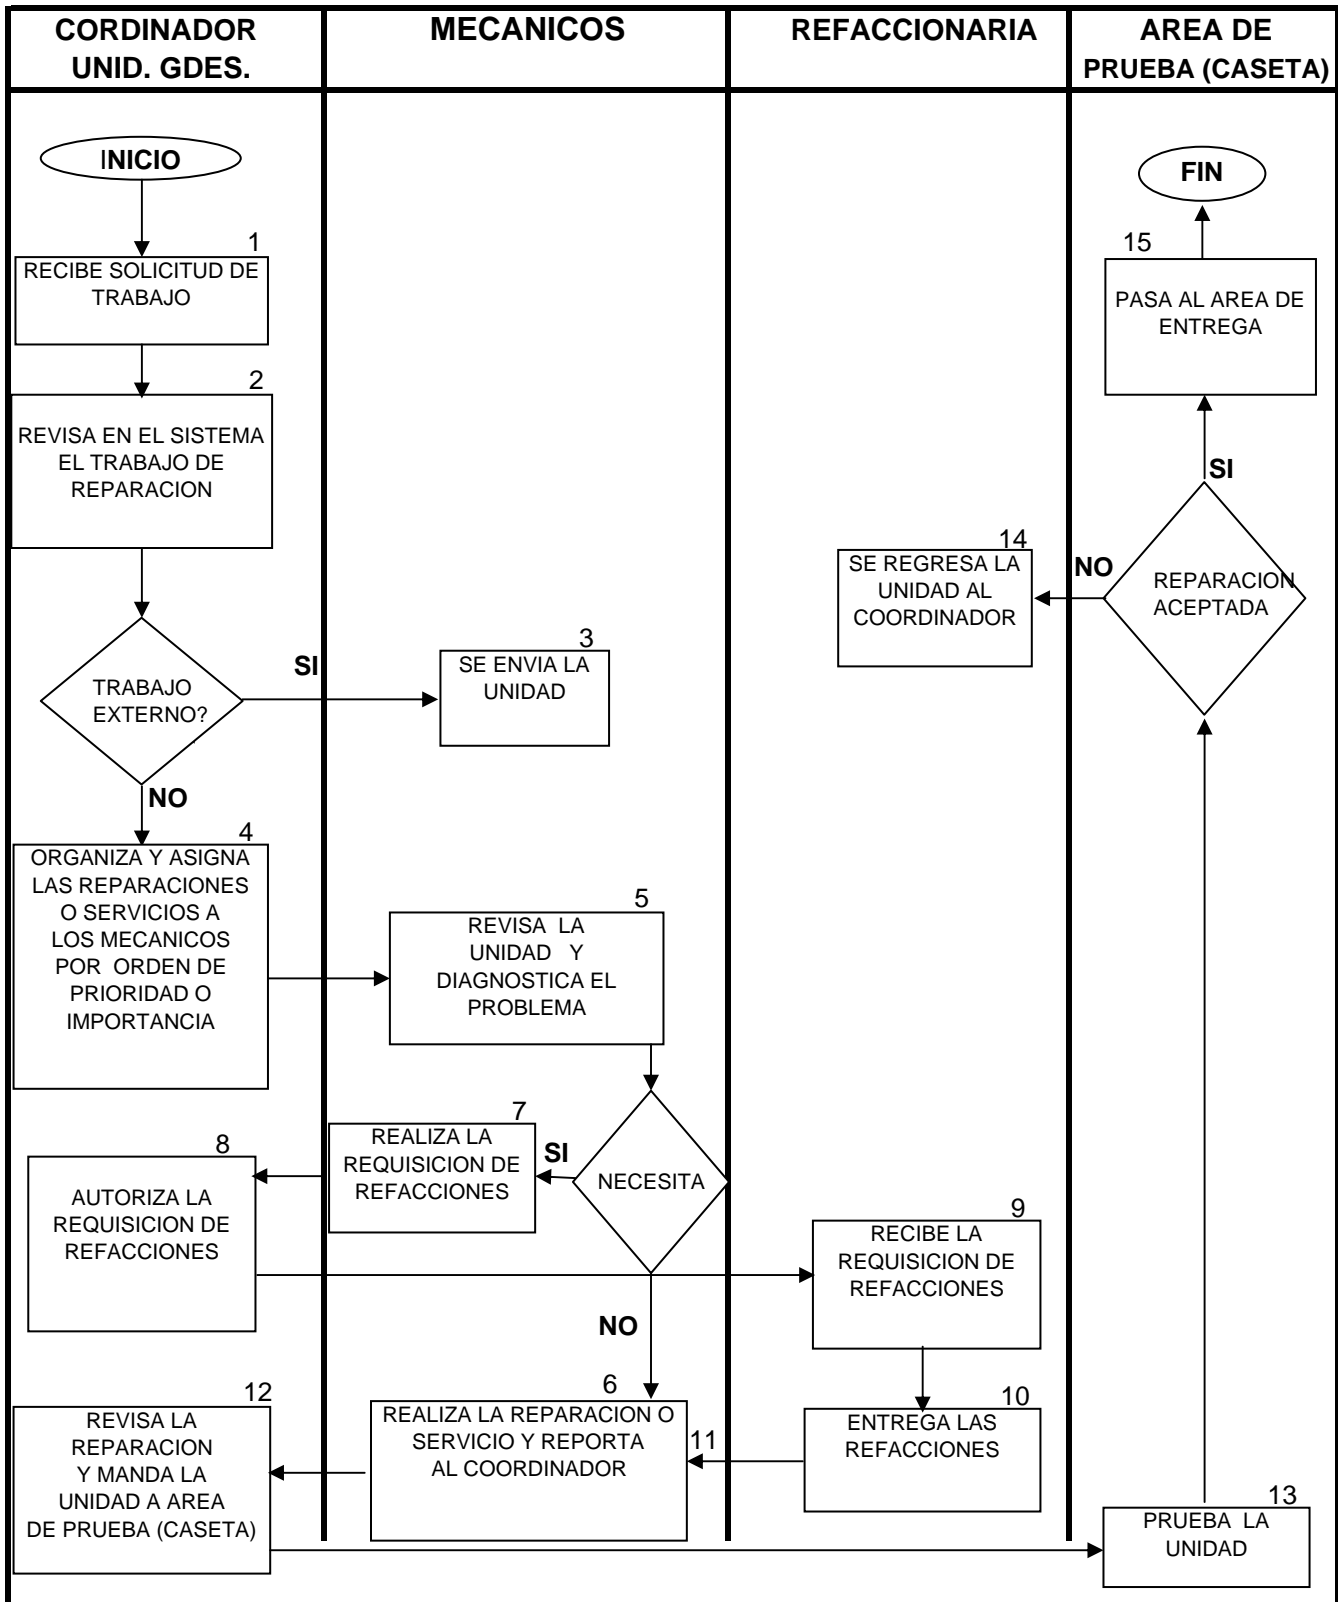 CORDINADOR
UNID. GDES.
MECANICOS
REFACCIONARIA
AREA DE
PRUEBA (CASETA)
INICIO
1
RECIBE SOLICITUD DE
TRABAJO
2
REVISA EN EL SISTEMA
EL TRABAJO DE
REPARACION
TRABAJO
EXTERNO?
SI
3
SE ENVIA LA
UNIDAD
NO
4
ORGANIZA Y ASIGNA
LAS REPARACIONES
O SERVICIOS A
LOS MECANICOS
POR ORDEN DE
PRIORIDAD O
IMPORTANCIA
5
REVISA LA
UNIDAD Y
DIAGNOSTICA EL
PROBLEMA
NECESITA
SI
7
REALIZA LA
REQUISICION DE
REFACCIONES
8
AUTORIZA LA
REQUISICION DE
REFACCIONES
9
RECIBE LA
REQUISICION DE
REFACCIONES
NO
10
ENTREGA LAS
REFACCIONES
11
6
REALIZA LA REPARACION O
SERVICIO Y REPORTA
AL COORDINADOR
12
REVISA LA
REPARACION
Y MANDA LA
UNIDAD A AREA
DE PRUEBA (CASETA)
13
PRUEBA LA
UNIDAD
REPARACION
ACEPTADA
NO
14
SE REGRESA LA
UNIDAD AL
COORDINADOR
SI
15
PASA AL AREA DE
ENTREGA
FIN